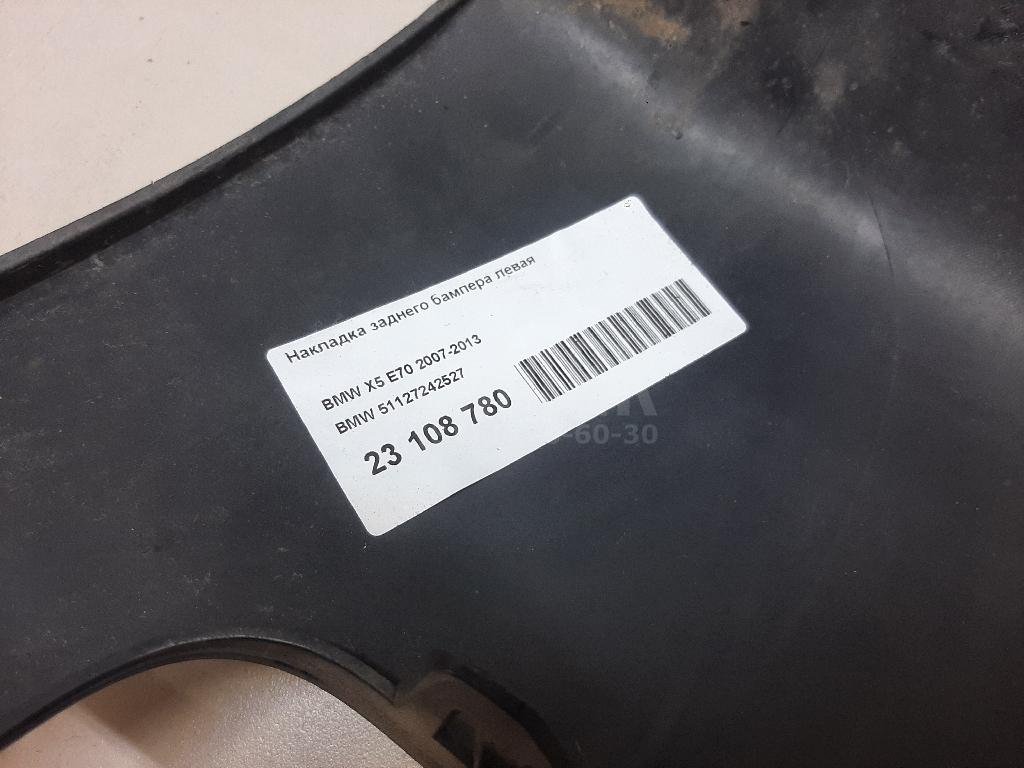 Накладка заднего бампера левая
BMW X5 E70 2007-2013
BMW 51127242527
23 108 780
-60-30